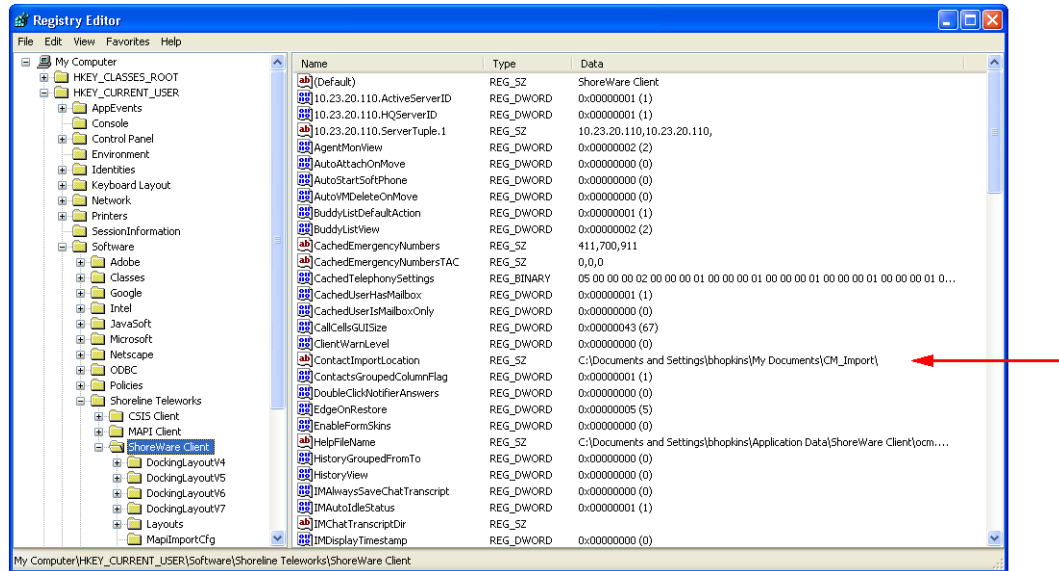 Registry Editor
File Edit View Favorites Help
My Computer
HKEY_CLASSES_ROOT
HKEY_CURRENT_USER
AppEvents
Console
Control Panel
Environment
Identities
Keyboard Layout
Network
Printers
SessionInformation
Software
Adobe
Classes
Google
Intel
JavaSoft
Microsoft
Netscape
ODBC
Policies
Shoreline Teleworks
CSIS Client
MAPI Client
ShoreWare Client
DockingLayoutV4
DockingLayoutV5
DockingLayoutV6
DockingLayoutV7
Layouts
MapiImportCfg
Name Type Data
(Default) REG_SZ ShoreWare Client
10.23.20.110.ActiveServerID REG_DWORD 0x00000001 (1)
10.23.20.110.HQServerID REG_DWORD 0x00000001 (1)
10.23.20.110.ServerTuple.1 REG_SZ 10.23.20.110,10.23.20.110,
AgentMonView REG_DWORD 0x00000002 (2)
AutoAttachOnMove REG_DWORD 0x00000000 (0)
AutoStartSoftPhone REG_DWORD 0x00000000 (0)
AutoVMDeleteOnMove REG_DWORD 0x00000000 (0)
BuddyListDefaultAction REG_DWORD 0x00000001 (1)
BuddyListView REG_DWORD 0x00000002 (2)
CachedEmergencyNumbers REG_SZ 411,700,911
CachedEmergencyNumbersTAC REG_SZ 0,0,0
CachedTelephonySettings REG_BINARY 05 00 00 00 02 00 00 00 01 00 00 00 01 00 00 00 01 00 00 00 01 00 00 00 01 0...
CachedUserHasMailbox REG_DWORD 0x00000001 (1)
CachedUserIsMailboxOnly REG_DWORD 0x00000000 (0)
CallCellsGUISize REG_DWORD 0x00000043 (67)
ClientWarnLevel REG_DWORD 0x00000000 (0)
ContactImportLocation REG_SZ C:\Documents and Settings\bhopkins\My Documents\CM_Import\
ContactsGroupedColumnFlag REG_DWORD 0x00000001 (1)
DoubleClickNotifierAnswers REG_DWORD 0x00000000 (0)
EdgeOnRestore REG_DWORD 0x00000005 (5)
EnableFormSkins REG_DWORD 0x00000000 (0)
HelpFileName REG_SZ C:\Documents and Settings\bhopkins\Application Data\ShoreWare Client\ocm....
HistoryGroupedFromTo REG_DWORD 0x00000000 (0)
HistoryView REG_DWORD 0x00000000 (0)
IMAlwaysSaveChatTranscript REG_DWORD 0x00000000 (0)
IMAutoIdleStatus REG_DWORD 0x00000001 (1)
IMChatTranscriptDir REG_SZ
IMDisplayTimestamp REG_DWORD 0x00000000 (0)
My Computer\HKEY_CURRENT_USER\Software\Shoreline Teleworks\ShoreWare Client